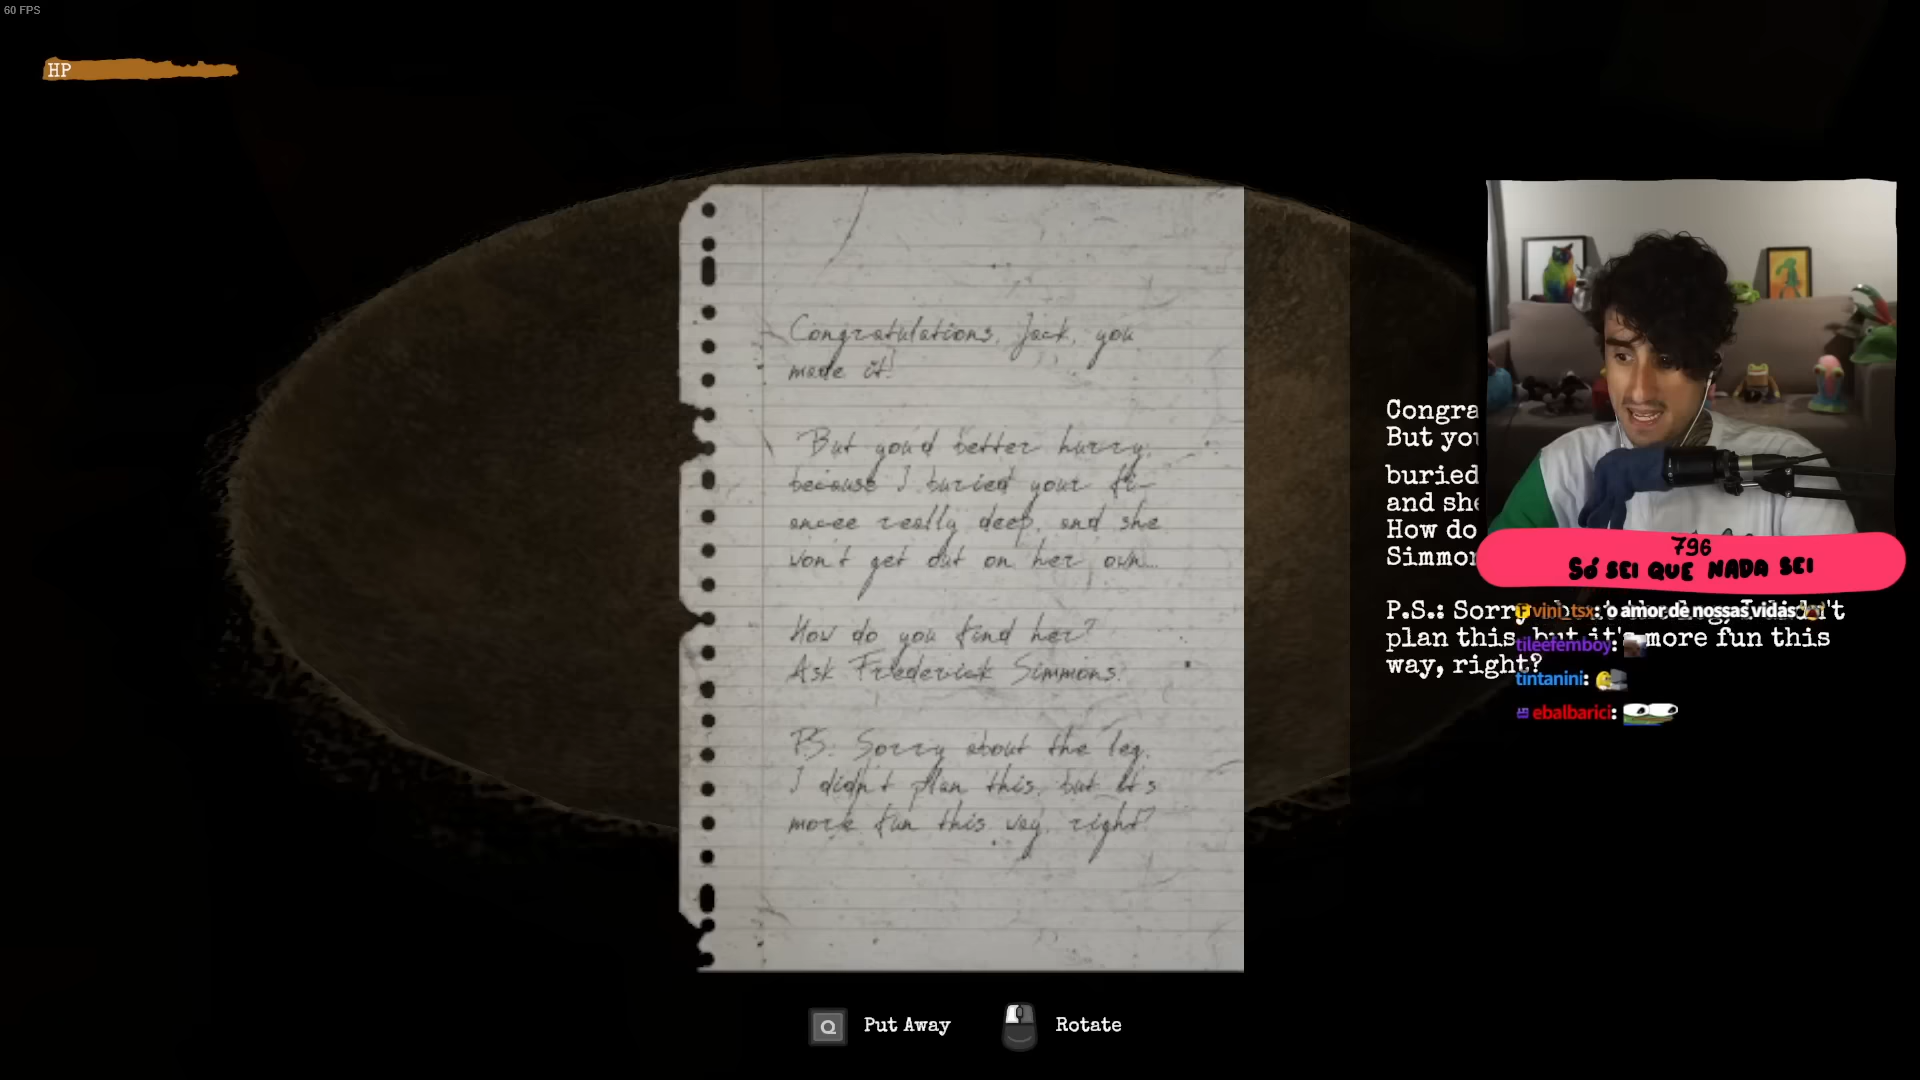 60 FPS
HP
Congratulations, Jack, you
made it!
But you'd better hurry,
because I buried your fi-
ancee really deep, and she
won't get out on her own...
How do you find her?
Ask Frederick Simmons.
P.S.: Sorry about the leg,
I didn't plan this, but it's
more fun this way, right?
Congra
But you
buried
and she
How do
Simmon
P.S.: Sorry
plan this, but it's more fun this
way, right?
796
Só SEI QUE NADA SEI
vini_tsx: o amor de nossas vidas
tileefemboy:
tintanini:
ebalbarici:
Q Put Away
Rotate